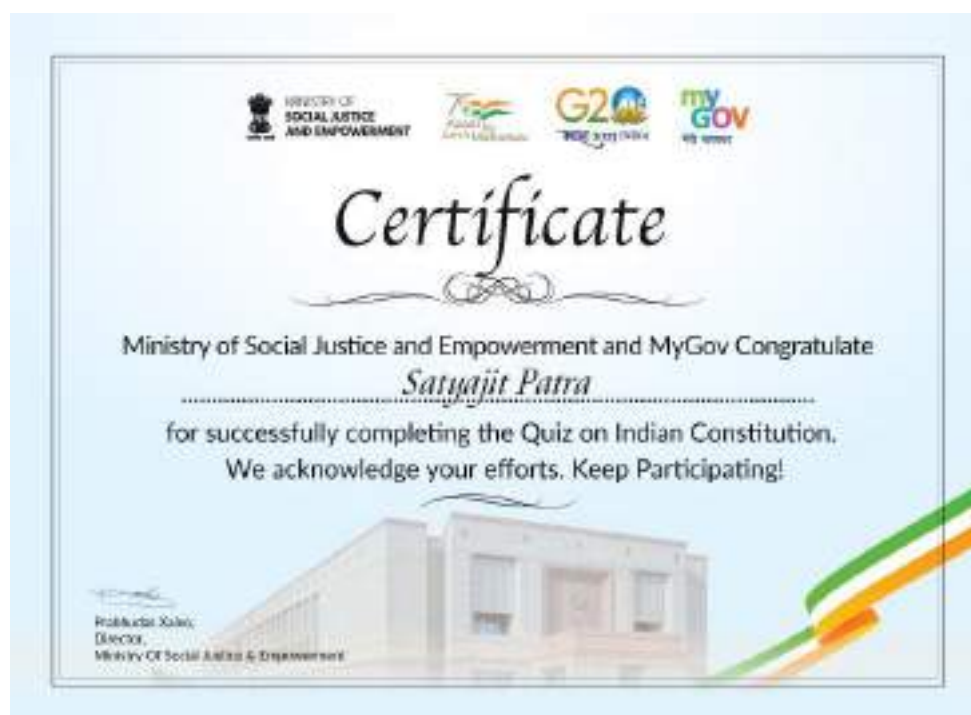 MINISTRY OF
SOCIAL JUSTICE
AND EMPOWERMENT
G20
my
GOV
Certificate
Ministry of Social Justice and Empowerment and MyGov Congratulate
Satyajit Patra
for successfully completing the Quiz on Indian Constitution.
We acknowledge your efforts. Keep Participating!
Director,
Ministry Of Social Justice & Empowerment